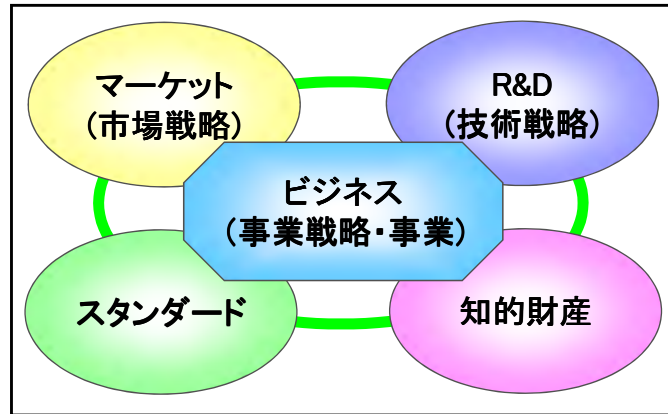 マーケット
(市場戦略)
R&D
(技術戦略)
ビジネス
(事業戦略・事業)
スタンダード
知的財産